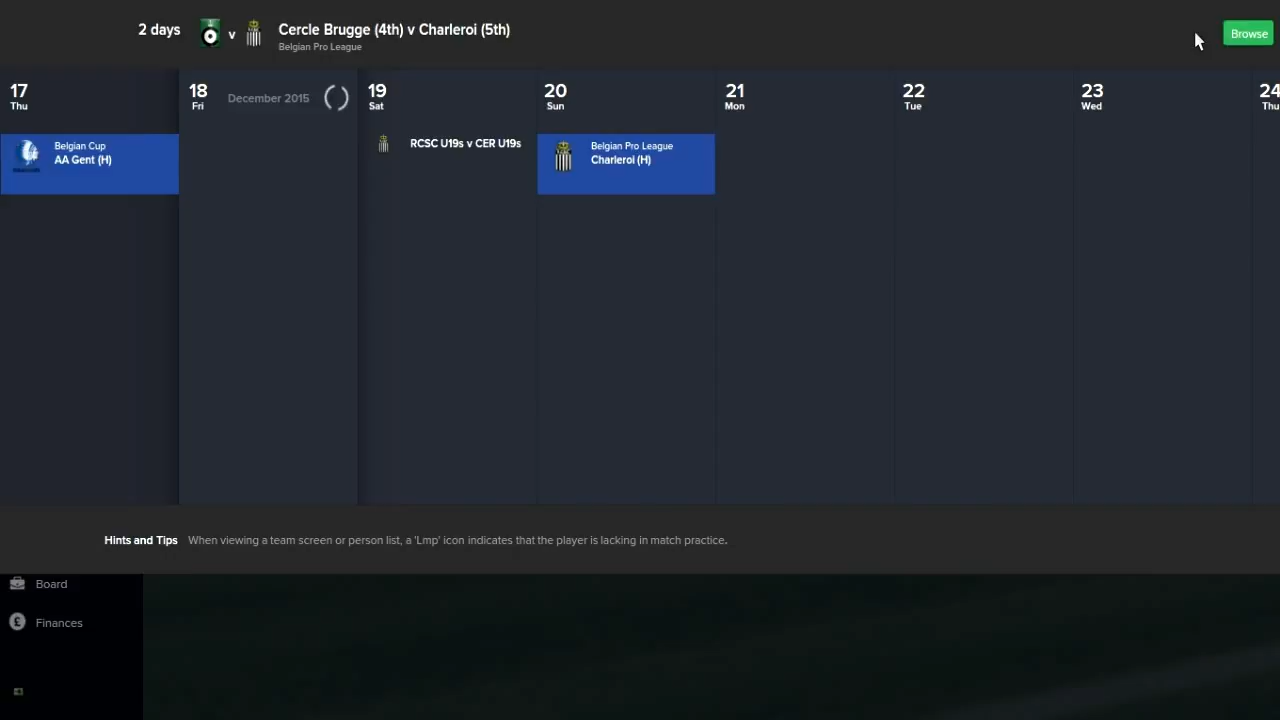 2 days
v
Cercle Brugge (4th) v Charleroi (5th)
Belgian Pro League
Browse
17
Thu
18
Fri
December 2015
19
Sat
20
Sun
21
Mon
22
Tue
23
Wed
24
Thu
Belgian Cup
AA Gent (H)
RCSC U19s v CER U19s
Belgian Pro League
Charleroi (H)
Hints and Tips When viewing a team screen or person list, a 'Lmp' icon indicates that the player is lacking in match practice.
Board
£ Finances